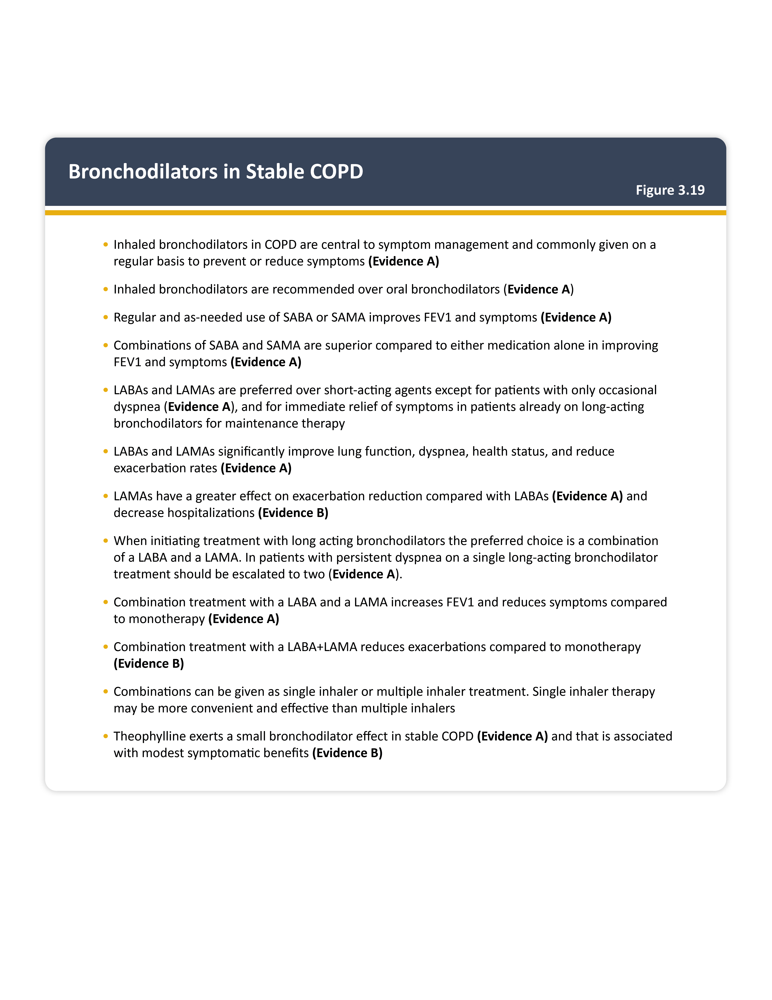 Bronchodilators in Stable COPD
Figure 3.19
• Inhaled bronchodilators in COPD are central to symptom management and commonly given on a
regular basis to prevent or reduce symptoms (Evidence A)
• Inhaled bronchodilators are recommended over oral bronchodilators (Evidence A)
• Regular and as-needed use of SABA or SAMA improves FEV1 and symptoms (Evidence A)
• Combinations of SABA and SAMA are superior compared to either medication alone in improving
FEV1 and symptoms (Evidence A)
• LABAs and LAMAs are preferred over short-acting agents except for patients with only occasional
dyspnea (Evidence A), and for immediate relief of symptoms in patients already on long-acting
bronchodilators for maintenance therapy
• LABAs and LAMAs significantly improve lung function, dyspnea, health status, and reduce
exacerbation rates (Evidence A)
• LAMAs have a greater effect on exacerbation reduction compared with LABAs (Evidence A) and
decrease hospitalizations (Evidence B)
• When initiating treatment with long acting bronchodilators the preferred choice is a combination
of a LABA and a LAMA. In patients with persistent dyspnea on a single long-acting bronchodilator
treatment should be escalated to two (Evidence A).
• Combination treatment with a LABA and a LAMA increases FEV1 and reduces symptoms compared
to monotherapy (Evidence A)
• Combination treatment with a LABA+LAMA reduces exacerbations compared to monotherapy
(Evidence B)
• Combinations can be given as single inhaler or multiple inhaler treatment. Single inhaler therapy
may be more convenient and effective than multiple inhalers
• Theophylline exerts a small bronchodilator effect in stable COPD (Evidence A) and that is associated
with modest symptomatic benefits (Evidence B)